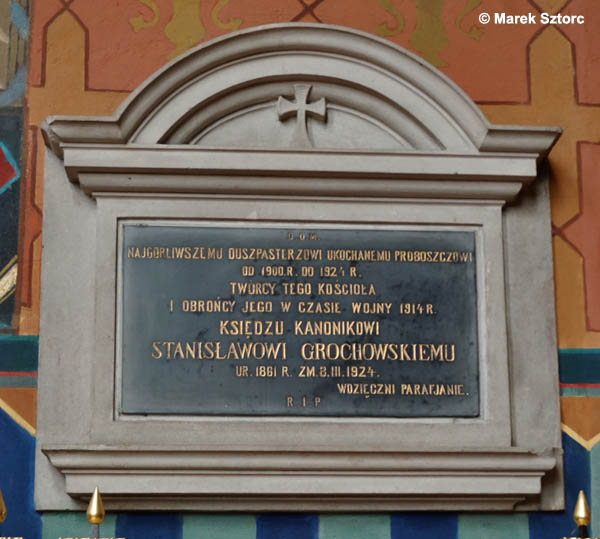 © Marek Sztorc
D.O.M.
NAJGORLIWSZEMU DUSZPASTERZOWI UKOCHANEMU PROBOSZCZOWI
OD 1900.R. DO 1924 R.
TWÓRCY TEGO KOŚCIOŁA
I OBROŃCY JEGO W CZASIE WOJNY 1914 R.
KSIĘDZU KANONIKOWI
STANISŁAWOWI GROCHOWSKIEMU
UR. 1861 R. ZM. 8.III.1924.
WDZIĘCZNI PARAFJANIE.
R I P